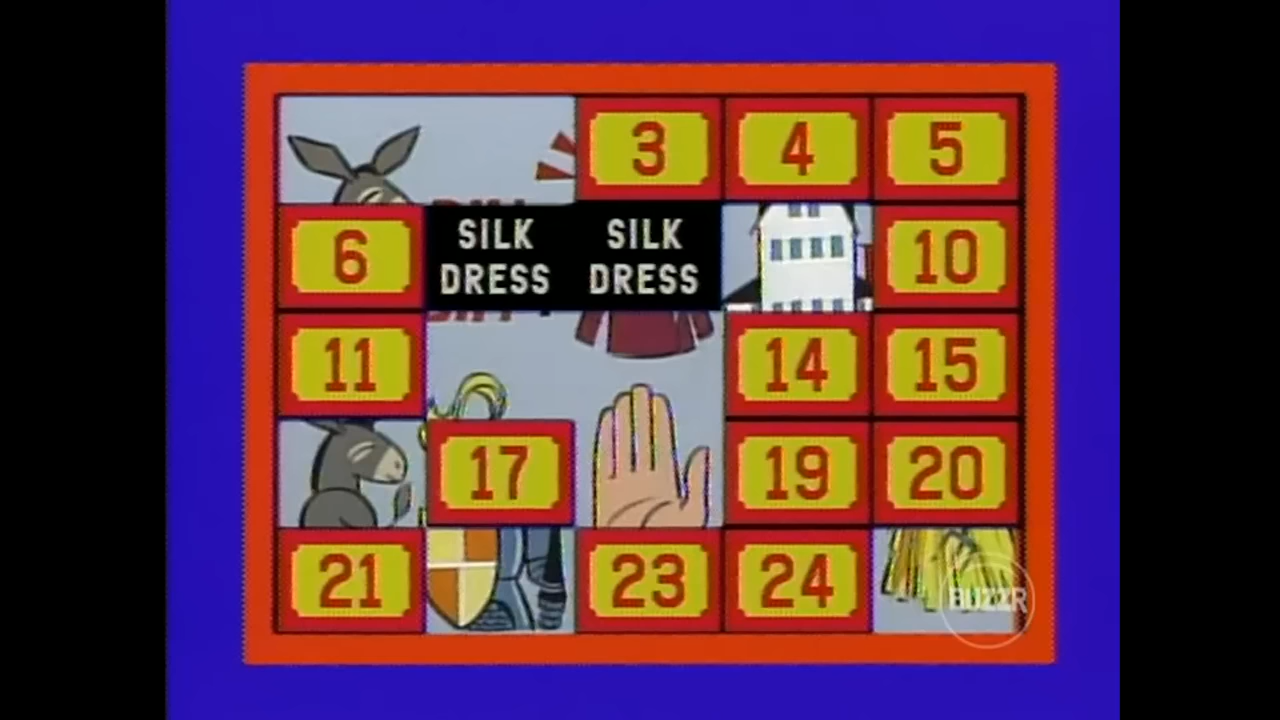 3 4 5
6 SILK SILK 10
DRESS DRESS
11 14 15
17 19 20
21 23 24
BUZZR